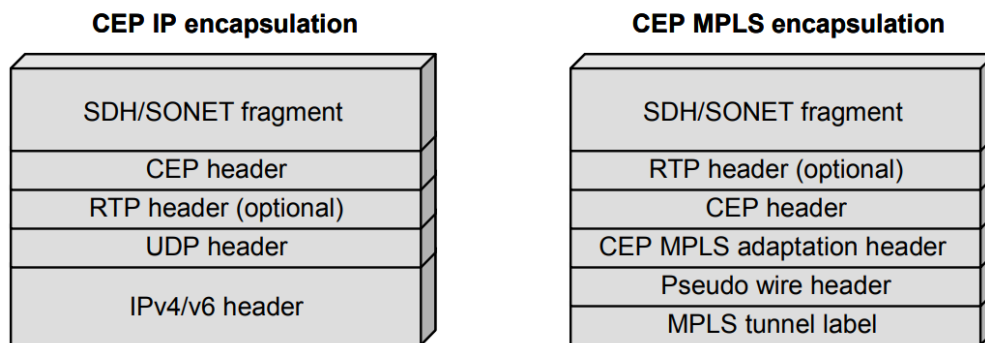 CEP IP encapsulation
SDH/SONET fragment
CEP header
RTP header (optional)
UDP header
IPv4/v6 header
CEP MPLS encapsulation
SDH/SONET fragment
RTP header (optional)
CEP header
CEP MPLS adaptation header
Pseudo wire header
MPLS tunnel label